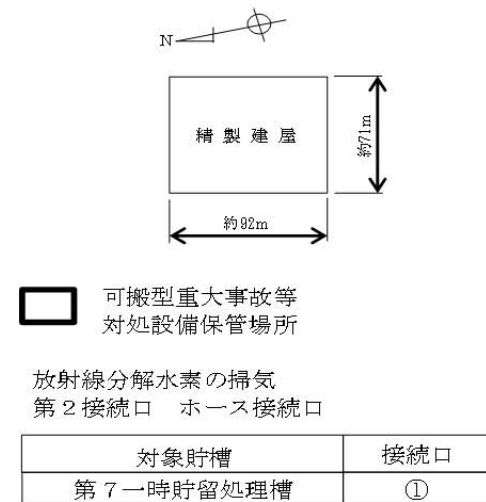 N
精製建屋
約71m
約92m
可搬型重大事故等
対処設備保管場所
放射線分解水素の掃気
第２接続口　ホース接続口
対象貯槽　接続口
第７一時貯留処理槽　①